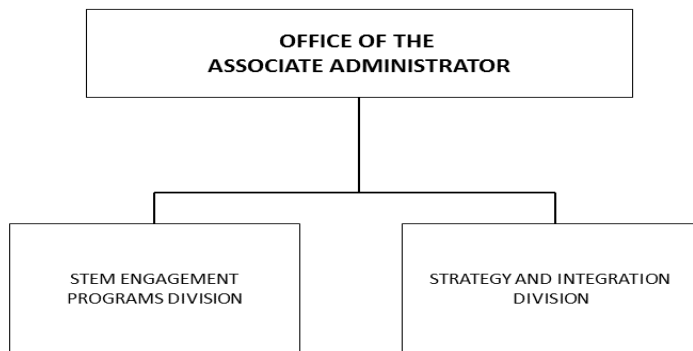 OFFICE OF THE
ASSOCIATE ADMINISTRATOR
STEM ENGAGEMENT
PROGRAMS DIVISION
STRATEGY AND INTEGRATION
DIVISION